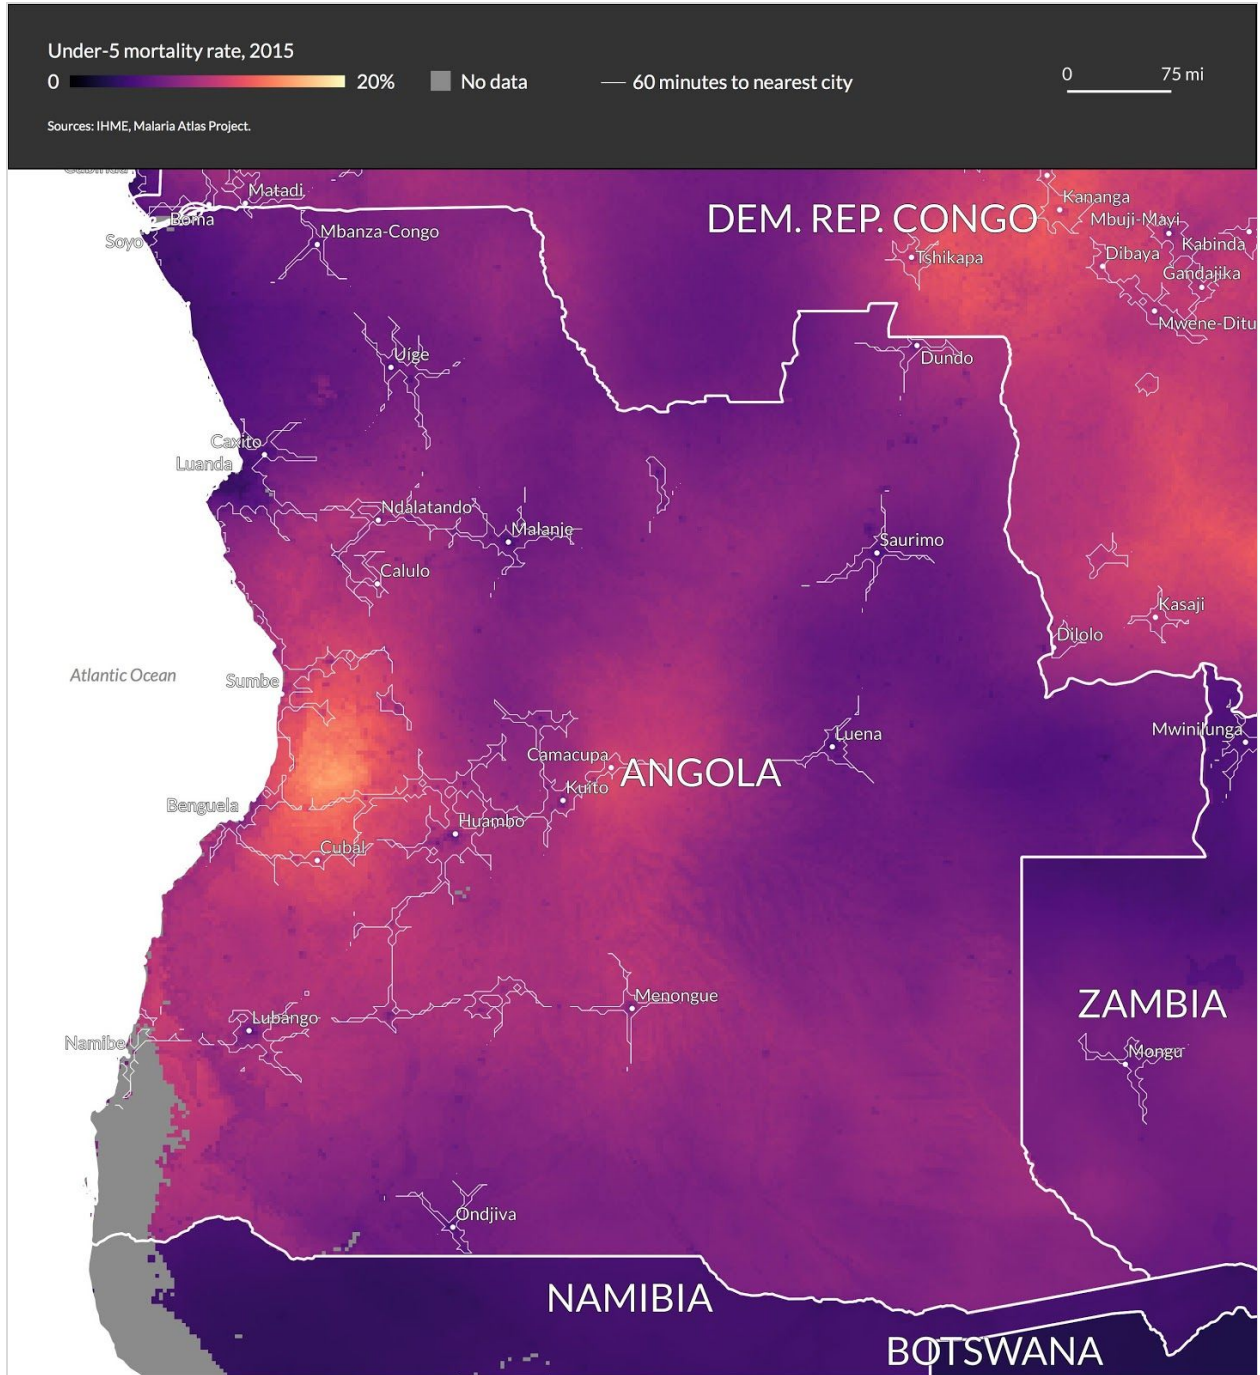 Under-5 mortality rate, 2015
0 20% No data 60 minutes to nearest city 0 75 mi
Sources: IHME, Malaria Atlas Project.
Cabinda
Matadi
Boma
Soyo
Mbanza-Congo
DEM. REP. CONGO
Kananga
Mbuji-Mayi
Kabinda
Tshikapa
Dibaya
Gandajika
Mwene-Ditu
Uíge
Dundo
Caxito
Luanda
Ndalatando
Malanje
Saurimo
Calulo
Kasaji
Dilolo
Atlantic Ocean
Sumbe
Luena
Mwinilunga
Camacupa
ANGOLA
Kuito
Benguela
Huambo
Cubal
Menongue
ZAMBIA
Lubango
Namibe
Mongu
Ondjiva
NAMIBIA
BOTSWANA